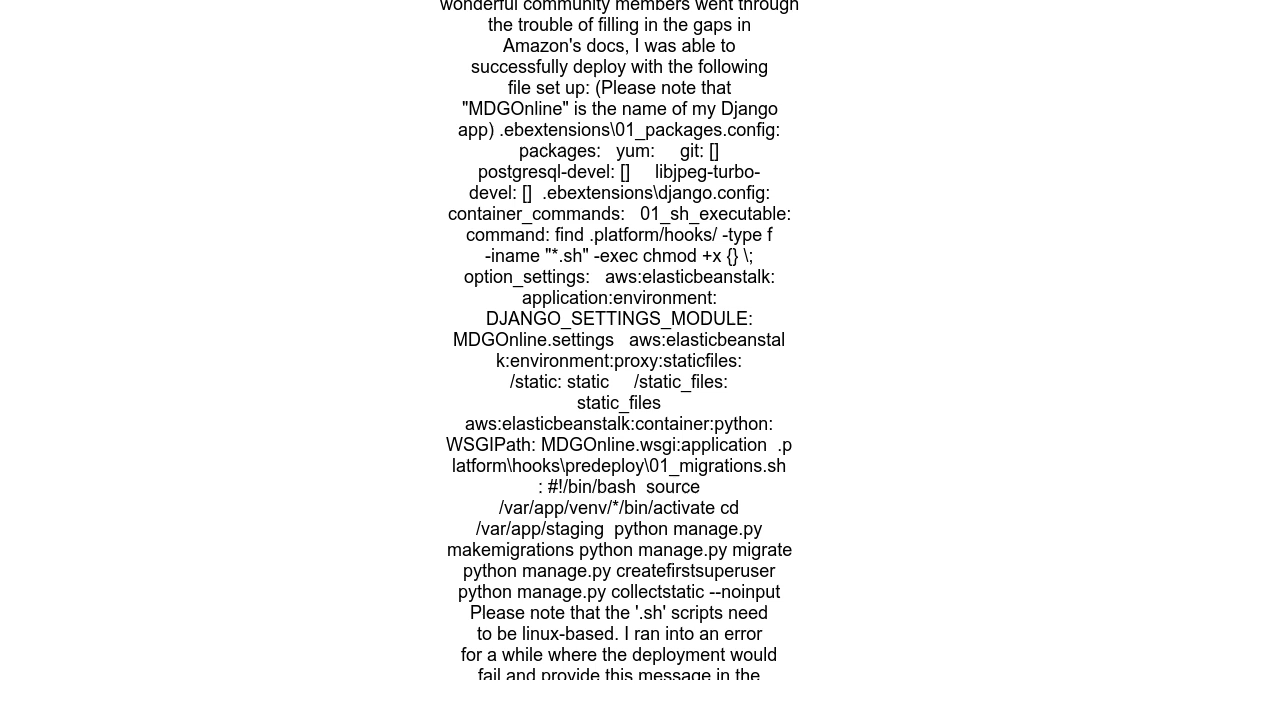 wonderful community members went through
the trouble of filling in the gaps in
Amazon's docs, I was able to
successfully deploy with the following
file set up: (Please note that
"MDGOnline" is the name of my Django
app) .ebextensions\01_packages.config:
packages:   yum:     git: []
postgresql-devel: []     libjpeg-turbo-
devel: []  .ebextensions\django.config:
container_commands:   01_sh_executable:
command: find .platform/hooks/ -type f
-iname "*.sh" -exec chmod +x {} \;
option_settings:   aws:elasticbeanstalk:
application:environment:
DJANGO_SETTINGS_MODULE:
MDGOnline.settings   aws:elasticbeanstal
k:environment:proxy:staticfiles:
/static: static     /static_files:
static_files
aws:elasticbeanstalk:container:python:
WSGIPath: MDGOnline.wsgi:application  .p
latform\hooks\predeploy\01_migrations.sh
: #!/bin/bash  source
/var/app/venv/*/bin/activate cd
/var/app/staging  python manage.py
makemigrations python manage.py migrate
python manage.py createfirstsuperuser
python manage.py collectstatic --noinput
Please note that the '.sh' scripts need
to be linux-based. I ran into an error
for a while where the deployment would
fail and provide this message in the